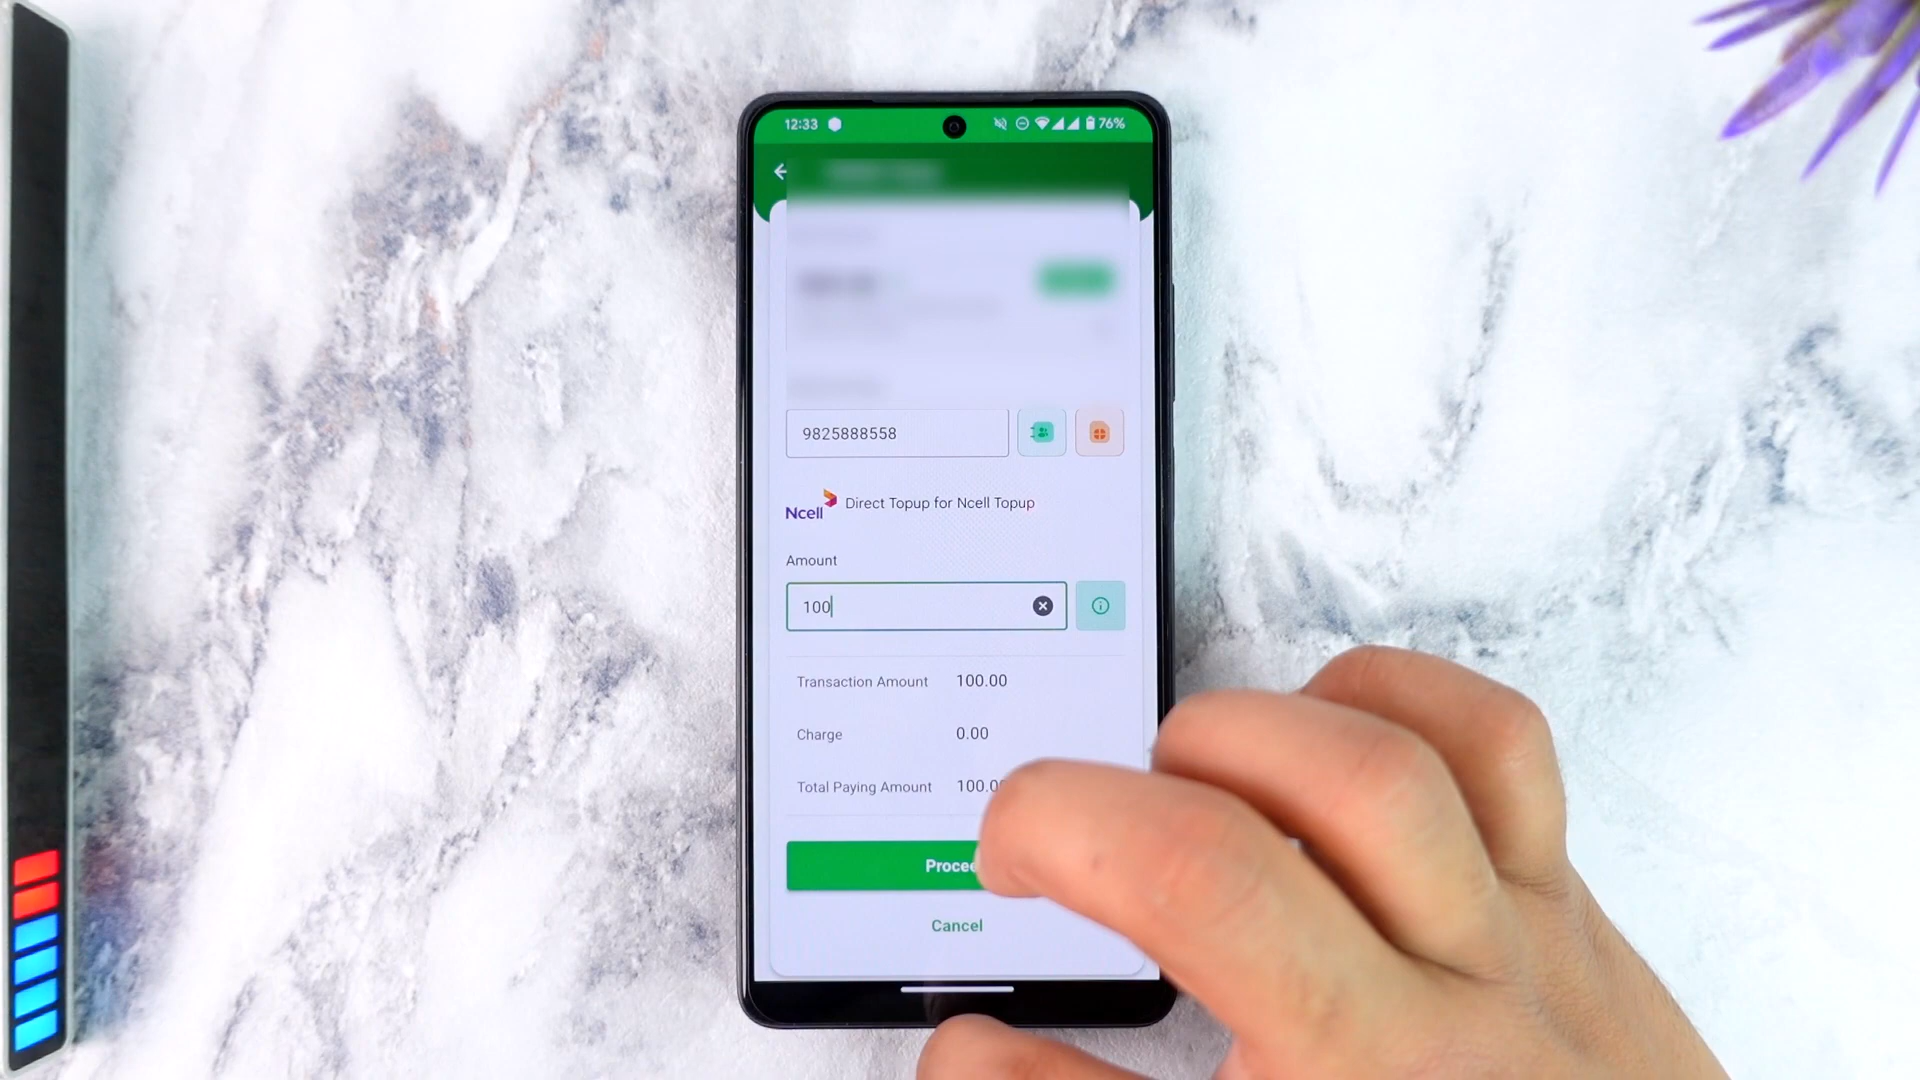 12:33
76%
9825888558
Ncell Direct Topup for Ncell Topup
Amount
100
Transaction Amount 100.00
Charge 0.00
Total Paying Amount 100.00
Procee
Cancel